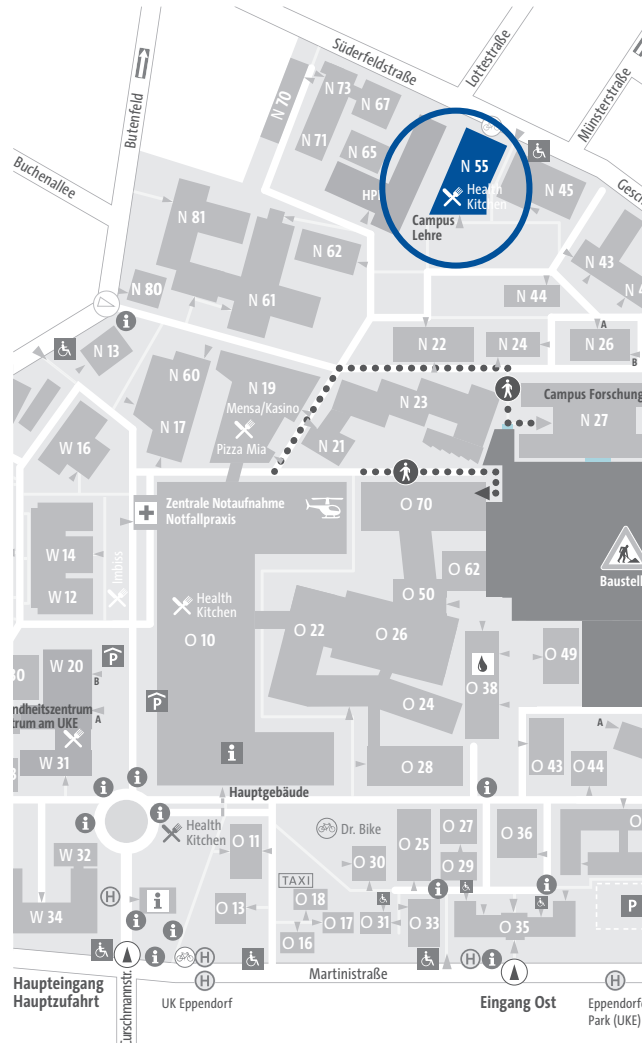 Süderfeldstraße
Lottestraße
Münsterstraße
Butenfeld
Buchenallee
N 70
N 73
N 67
N 71
N 65
N 55
Health
Kitchen
Campus
Lehre
N 45
N 81
N 62
N 61
N 80
N 43
N 44
N 13
N 22
N 24
N 26
A
B
N 60
N 19
Mensa/Kasino
Pizza Mia
N 17
N 23
N 21
Campus Forschung
N 27
W 16
Zentrale Notaufnahme
Notfallpraxis
O 70
W 14
W 12
Imbiss
O 62
O 50
Health
Kitchen
O 10
O 22
O 26
O 24
O 38
O 49
W 20
B
A
P
P
trum am UKE
W 31
O 28
Hauptgebäude
O 43
O 44
A
Health
Kitchen
O 11
Dr. Bike
O 25
O 27
O 36
O 30
O 29
W 32
W 34
H
i
O 13
TAXI
O 18
O 17
O 16
O 31
O 33
O 35
P
H
H
H
H
Martinistraße
Haupteingang
Hauptzufahrt
UK Eppendorf
Eingang Ost
Park (UKE)